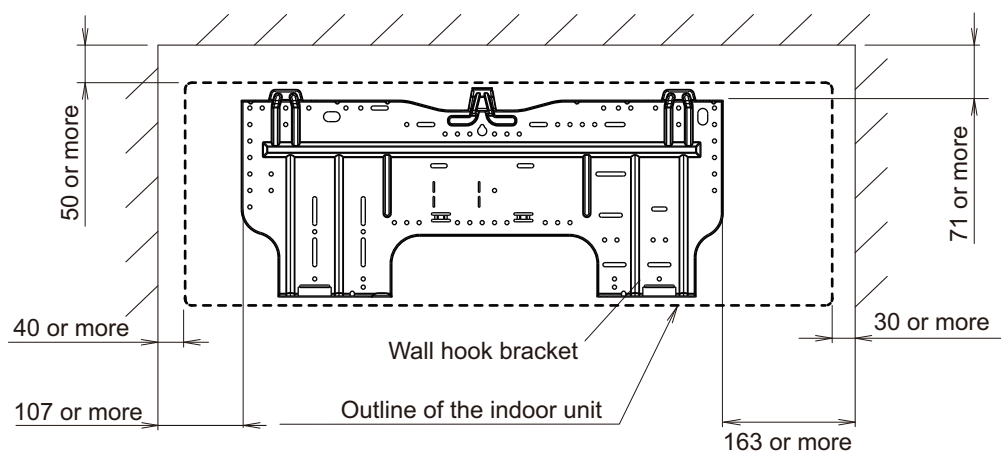 50 or more
71 or more
40 or more
30 or more
Wall hook bracket
107 or more
Outline of the indoor unit
163 or more